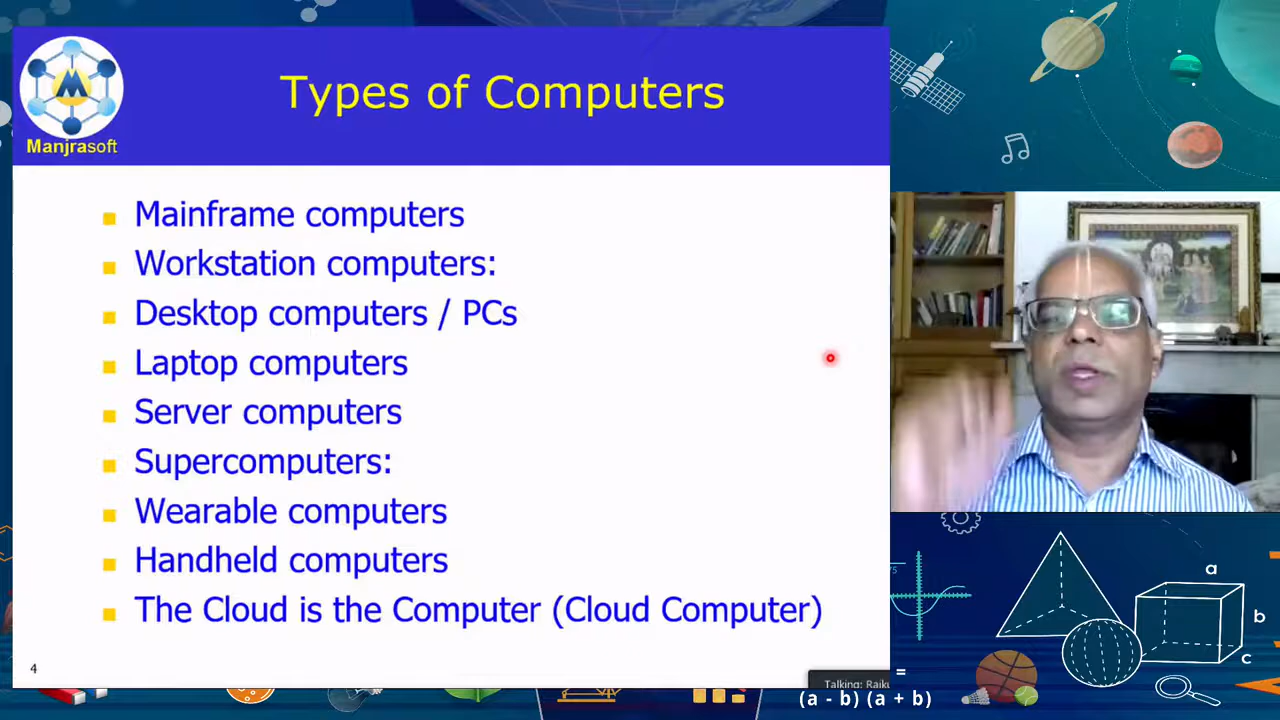 Types of Computers
Manjrasoft
Mainframe computers
Workstation computers:
Desktop computers / PCs
Laptop computers
Server computers
Supercomputers:
Wearable computers
Handheld computers
The Cloud is the Computer (Cloud Computer)
4
Talking:
a
b
c
=
(a - b) (a + b)